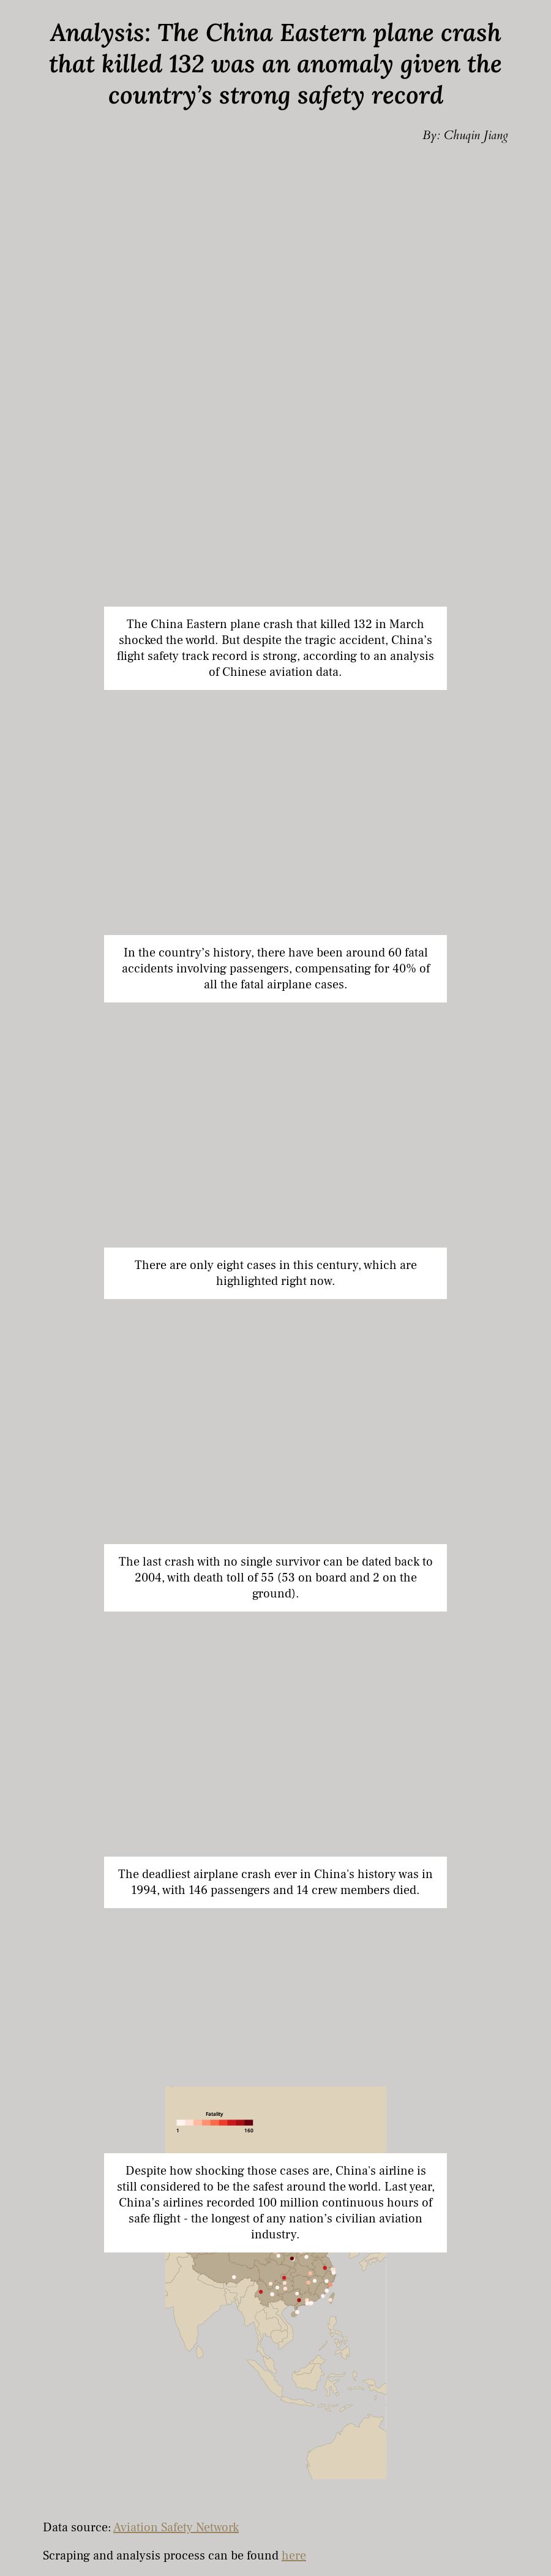 Analysis: The China Eastern plane crash
that killed 132 was an anomaly given the
country’s strong safety record
By: Chuqin Jiang
The China Eastern plane crash that killed 132 in March
shocked the world. But despite the tragic accident, China’s
flight safety track record is strong, according to an analysis
of Chinese aviation data.
In the country’s history, there have been around 60 fatal
accidents involving passengers, compensating for 40% of
all the fatal airplane cases.
There are only eight cases in this century, which are
highlighted right now.
The last crash with no single survivor can be dated back to
2004, with death toll of 55 (53 on board and 2 on the
ground).
The deadliest airplane crash ever in China's history was in
1994, with 146 passengers and 14 crew members died.
Fatality
1 160
Despite how shocking those cases are, China's airline is
still considered to be the safest around the world. Last year,
China’s airlines recorded 100 million continuous hours of
safe flight - the longest of any nation’s civilian aviation
industry.
Data source: Aviation Safety Network
Scraping and analysis process can be found here